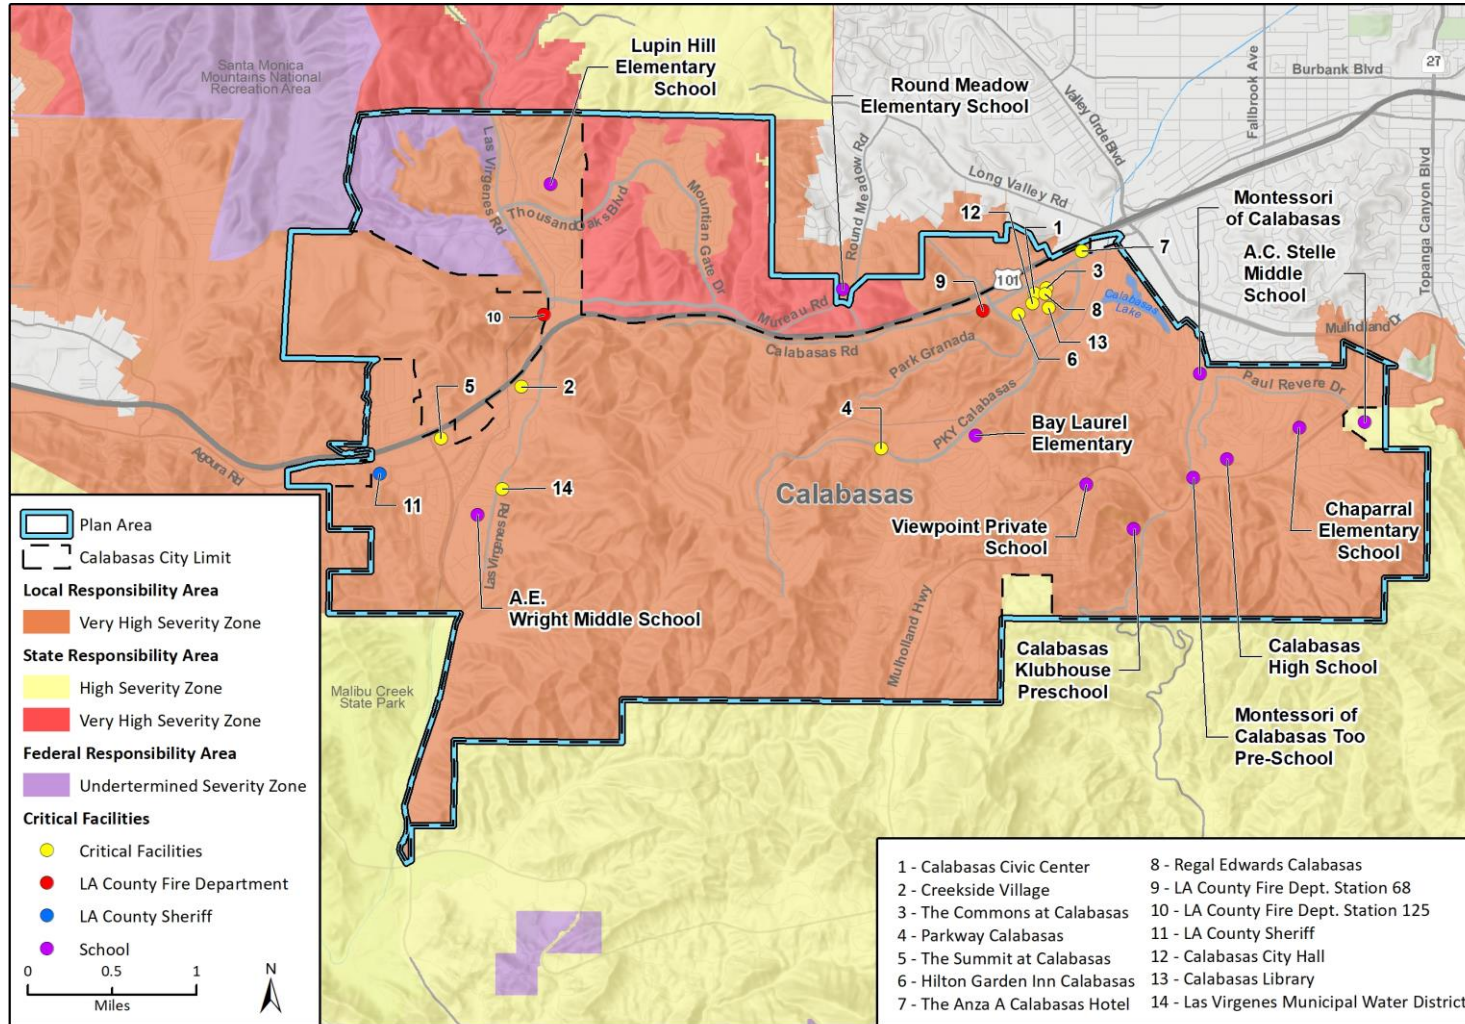 Santa Monica
Mountains National
Recreation Area
Lupin Hill
Elementary
School
Round Meadow
Elementary School
Valley Circle Blvd
Fallbrook Ave
Burbank Blvd
27
Topanga Canyon Blvd
Las Virgenes Rd
Thousand Oaks Blvd
Mountian Gate Dr
Round Meadow Rd
Long Valley Rd
Montessori
of Calabasas
A.C. Stelle
Middle
School
12
1
7
9
101
3
8
13
6
Calabasas
Lake
Mulholland Dr
10
Mureau Rd
Calabasas Rd
Park Granada
PKY Calabasas
Paul Revere Dr
5
2
4
Bay Laurel
Elementary
Agoura Rd
11
14
Las Virgenes Rd
Calabasas
Viewpoint Private
School
Chaparral
Elementary
School
A.E.
Wright Middle School
Mulholland Hwy
Calabasas
Klubhouse
Preschool
Calabasas
High School
Montessori of
Calabasas Too
Pre-School
Malibu Creek
State Park
Plan Area
Calabasas City Limit
Local Responsibility Area
Very High Severity Zone
State Responsibility Area
High Severity Zone
Very High Severity Zone
Federal Responsibility Area
Undertermined Severity Zone
Critical Facilities
Critical Facilities
LA County Fire Department
LA County Sheriff
School
0 0.5 1
Miles
N
1 - Calabasas Civic Center
2 - Creekside Village
3 - The Commons at Calabasas
4 - Parkway Calabasas
5 - The Summit at Calabasas
6 - Hilton Garden Inn Calabasas
7 - The Anza A Calabasas Hotel
8 - Regal Edwards Calabasas
9 - LA County Fire Dept. Station 68
10 - LA County Fire Dept. Station 125
11 - LA County Sheriff
12 - Calabasas City Hall
13 - Calabasas Library
14 - Las Virgenes Municipal Water District